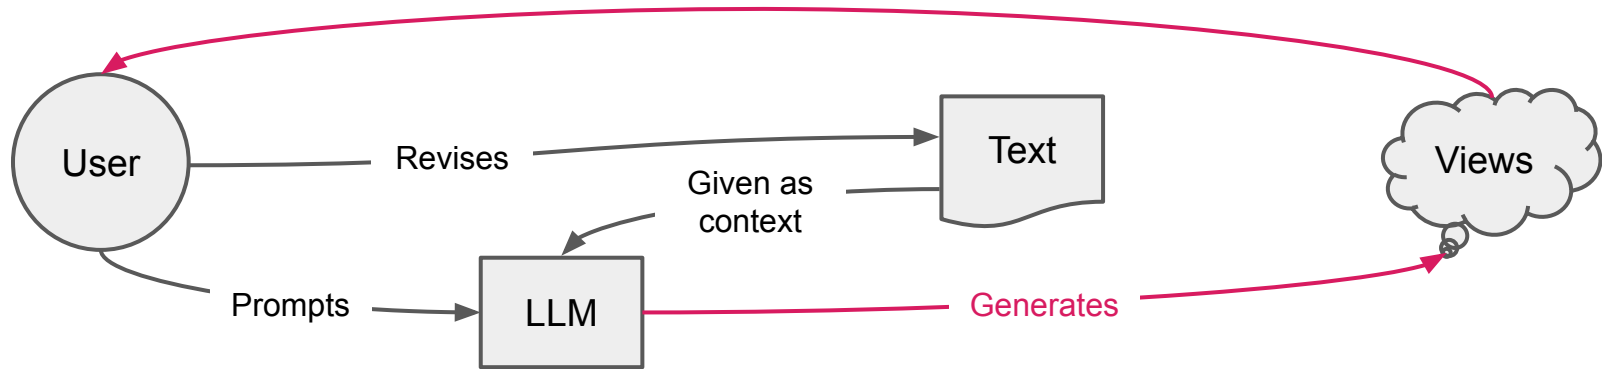 User
Revises
Text
Views
Given as
context
Prompts
LLM
Generates